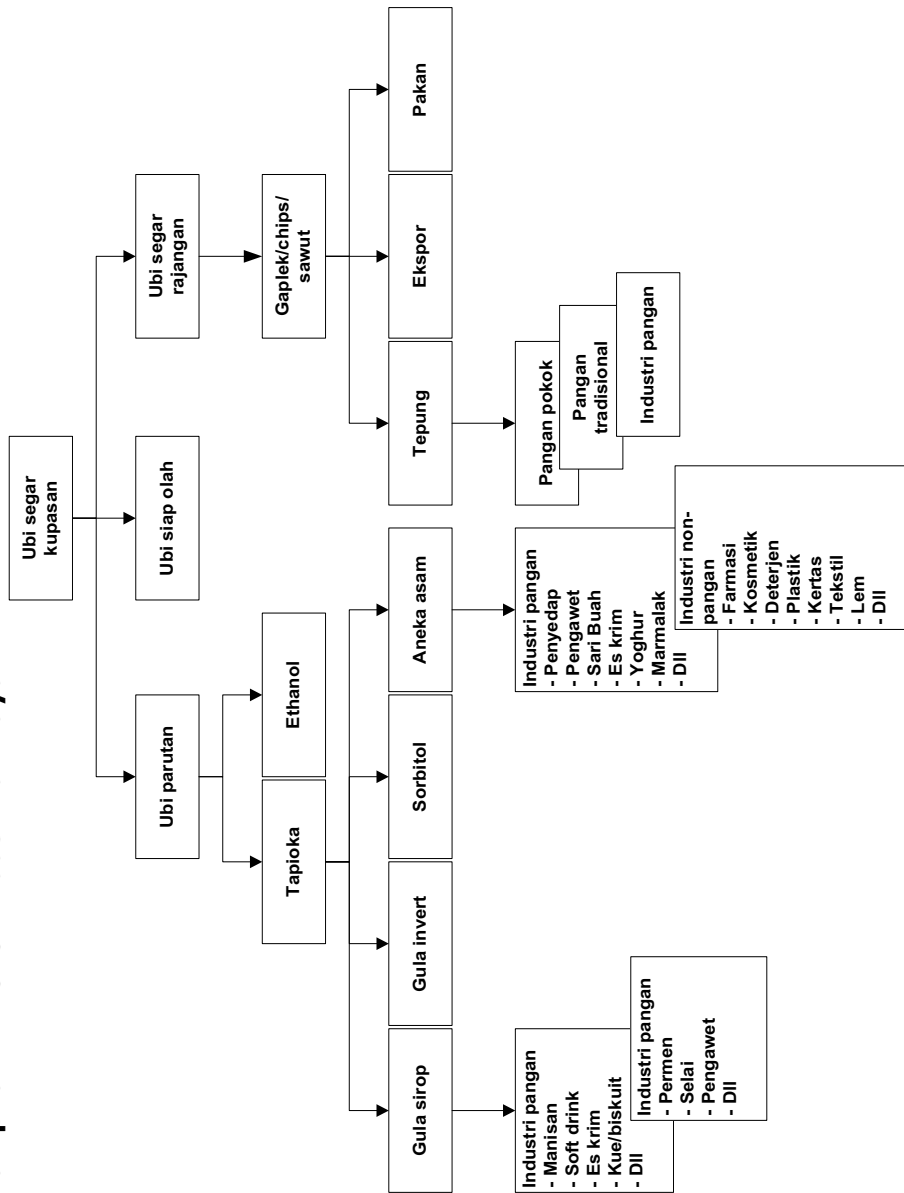 Ubi segar
kupasan
Ubi parutan
Ubi siap olah
Ubi segar
rajangan
Tapioka
Ethanol
Gaplek/chips/
sawut
Gula sirop
Gula invert
Sorbitol
Aneka asam
Tepung
Ekspor
Pakan
Industri pangan
- Manisan
- Soft drink
- Es krim
- Kue/biskuit
- Dll
Industri pangan
- Permen
- Selai
- Pengawet
- Dll
Industri pangan
- Penyedap
- Pengawet
- Sari Buah
- Es krim
- Yoghur
- Marmalak
- Dll
Industri non-
pangan
- Farmasi
- Kosmetik
- Deterjen
- Plastik
- Kertas
- Tekstil
- Lem
- Dll
Pangan pokok
Pangan
tradisional
Industri pangan